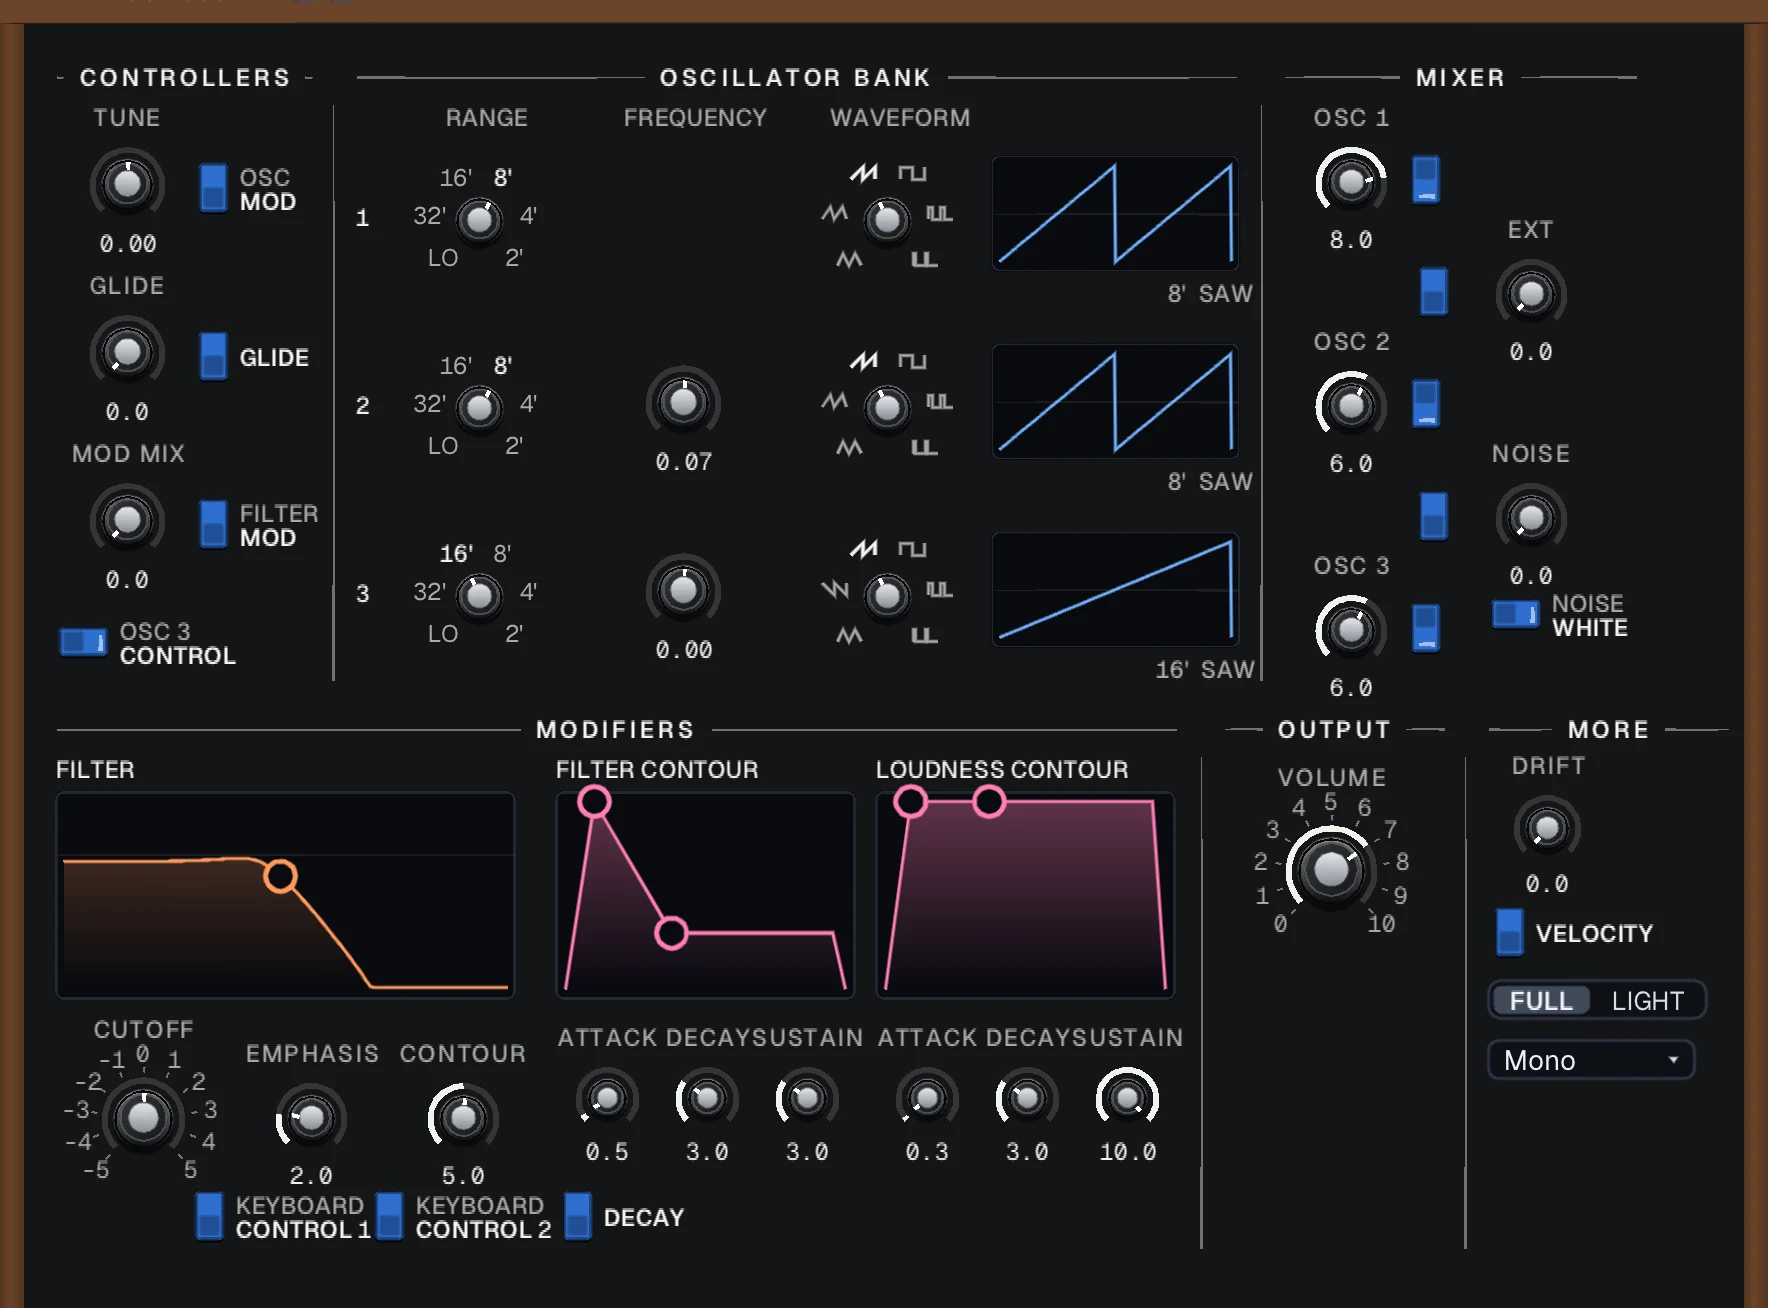 CONTROLLERS
TUNE
OSC
MOD
0.00
GLIDE
GLIDE
0.0
MOD MIX
FILTER
MOD
0.0
OSC 3
CONTROL
OSCILLATOR BANK
RANGE FREQUENCY WAVEFORM
1
16' 8'
32' 4'
LO 2'
8' SAW
2
16' 8'
32' 4'
LO 2'
0.07
8' SAW
3
16' 8'
32' 4'
LO 2'
0.00
16' SAW
MIXER
OSC 1
8.0
EXT
0.0
OSC 2
6.0
NOISE
0.0
NOISE
WHITE
OSC 3
6.0
MODIFIERS
FILTER
FILTER CONTOUR
LOUDNESS CONTOUR
CUTOFF
-1 0 1
-2 2
-3 3
-4 4
-5 5
EMPHASIS
2.0
CONTOUR
5.0
ATTACK DECAY SUSTAIN
0.5 3.0 3.0
ATTACK DECAY SUSTAIN
0.3 3.0 10.0
KEYBOARD
CONTROL 1
KEYBOARD
CONTROL 2
DECAY
OUTPUT
VOLUME
4 5 6
3 7
2 8
1 9
0 10
MORE
DRIFT
0.0
VELOCITY
FULL LIGHT
Mono